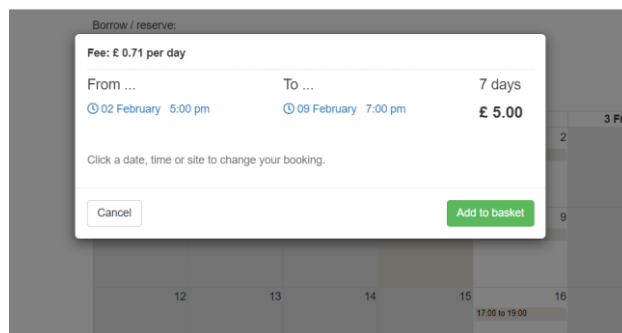 Borrow / reserve:
Fee: £ 0.71 per day
From ... To ... 7 days
02 February 5:00 pm 09 February 7:00 pm £ 5.00
3 F
2
Click a date, time or site to change your booking.
Cancel Add to basket
9
12 13 14 15 16
17:00 to 19:00